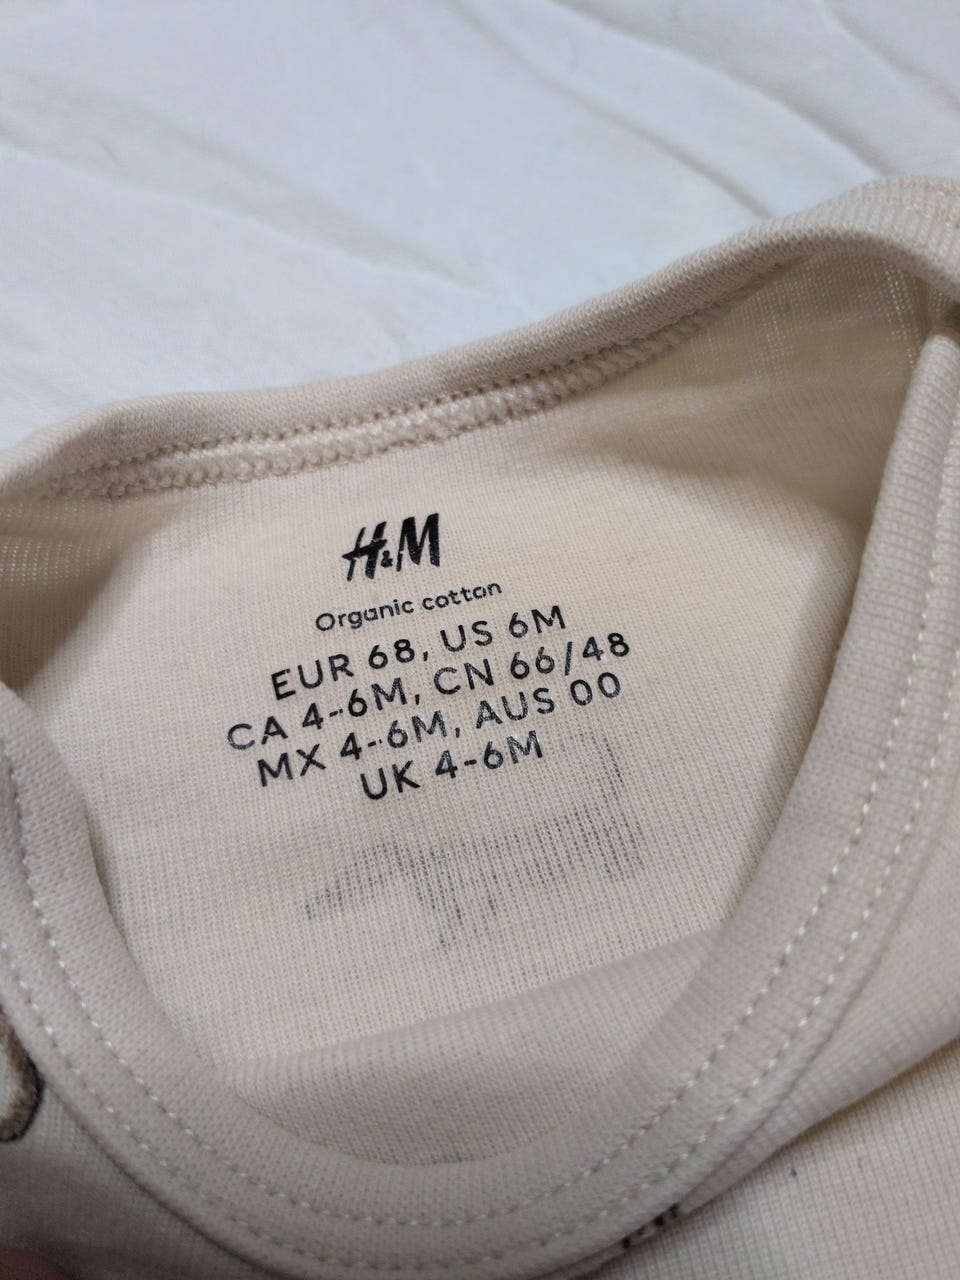 H&M
Organic cotton
EUR 68, US 6M
CA 4-6M, CN 66/48
MX 4-6M, AUS 00
UK 4-6M